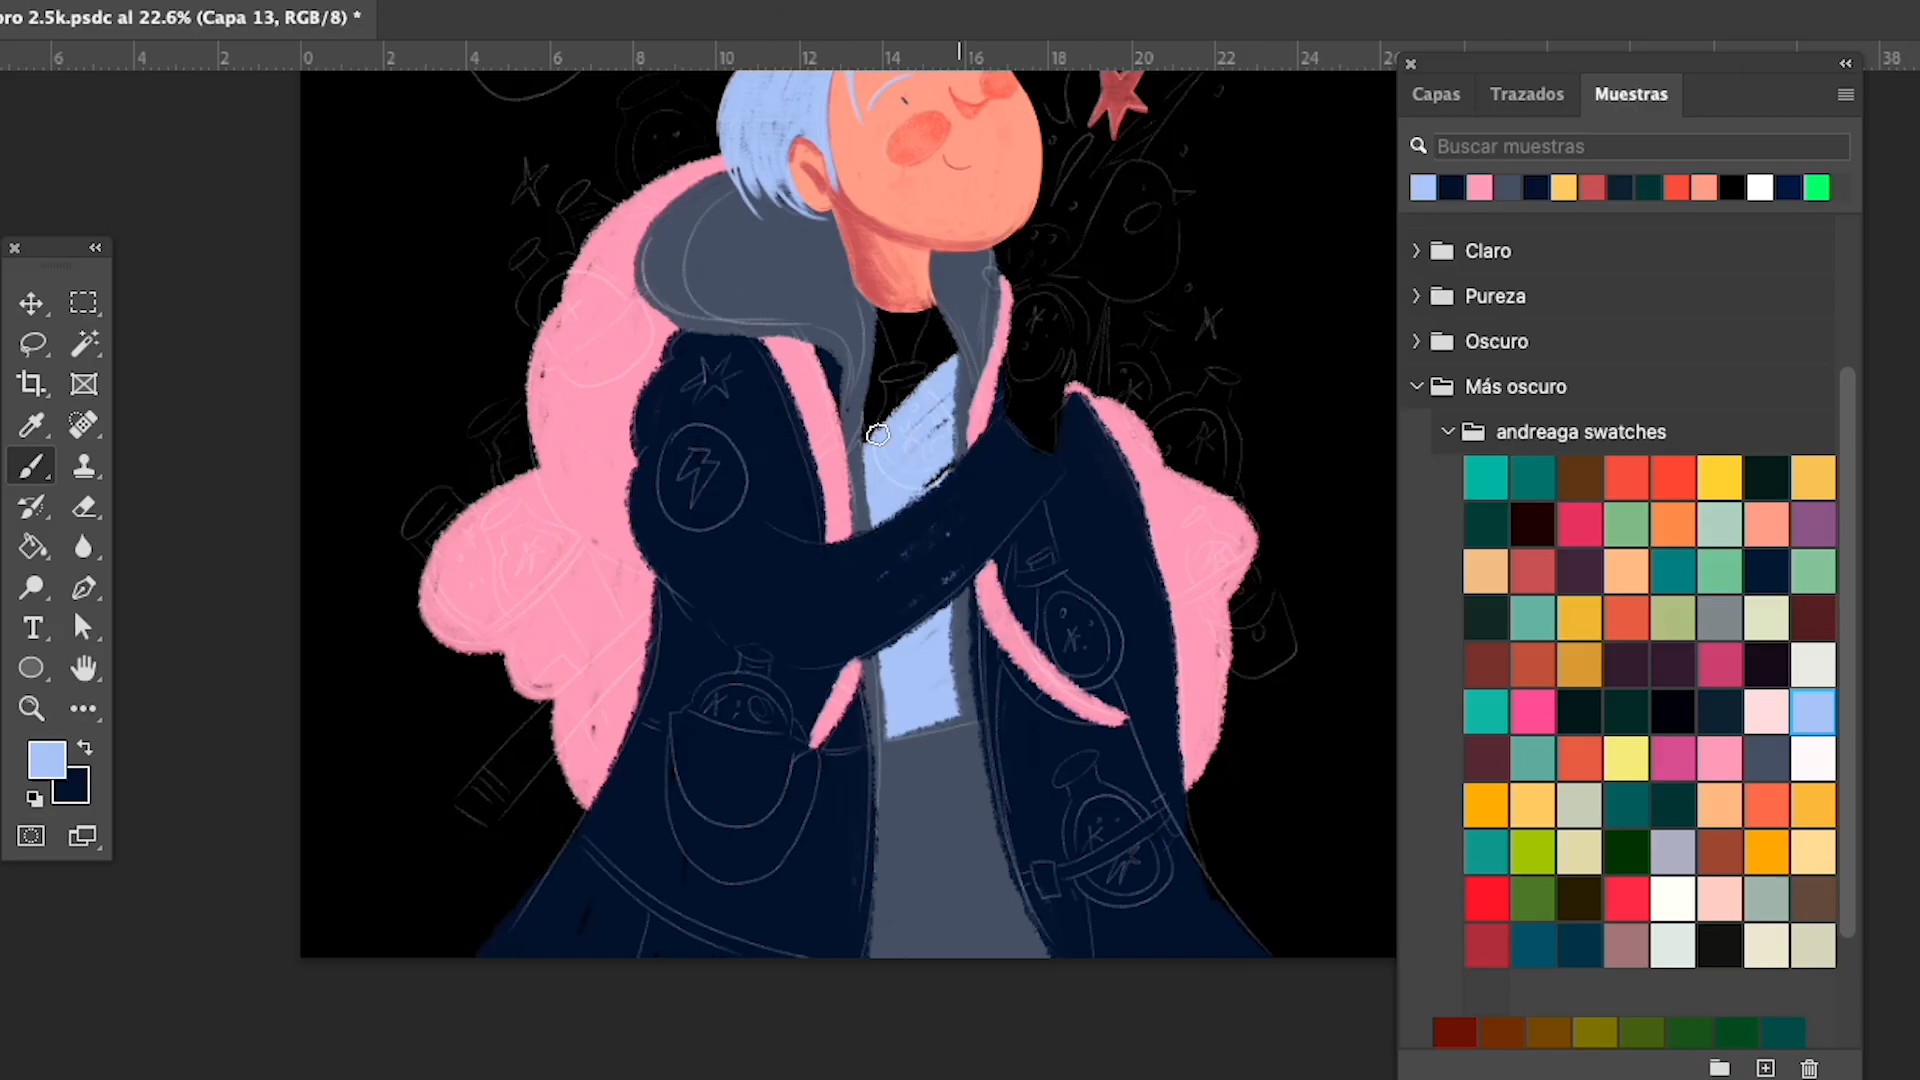 oro 2.5k.psdc al 22.6% (Capa 13, RGB/8) *
6 4 2 0 2 4 6 8 10 12 14 16 18 20 22 24 26 38
Capas Trazados Muestras
Buscar muestras
Claro
Pureza
Oscuro
Más oscuro
andreaga swatches